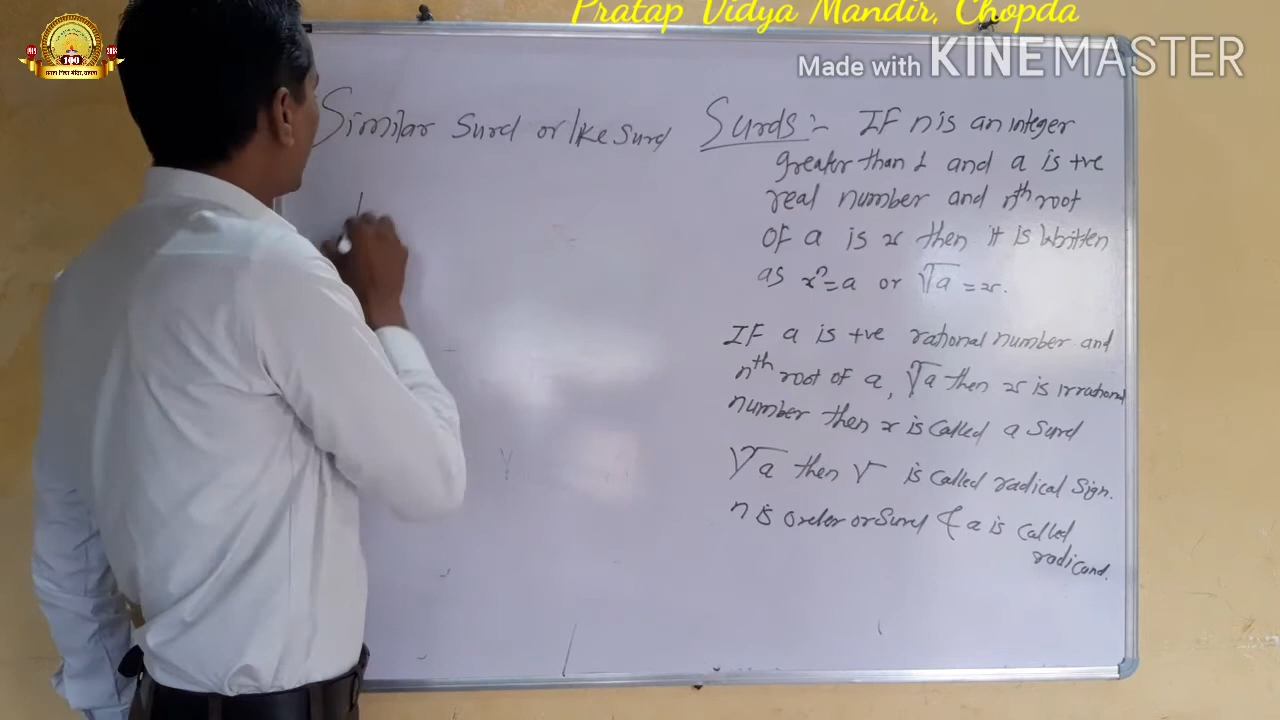 Pratap Vidya Mandir, Chopda
Made with KINEMASTER
100
Similar Surd or like surd
Surds :- IF n is an integer
greater than 1 and a is +ve
real number and nth root
OF a is x then it is written
as xⁿ = a or ⁿ√a = x.
IF a is +ve rational number and
nth root of a, ⁿ√a then x is irrational
number then x is called a surd
ⁿ√a then √ is called radical sign.
n is order or surd & a is called
radicand.